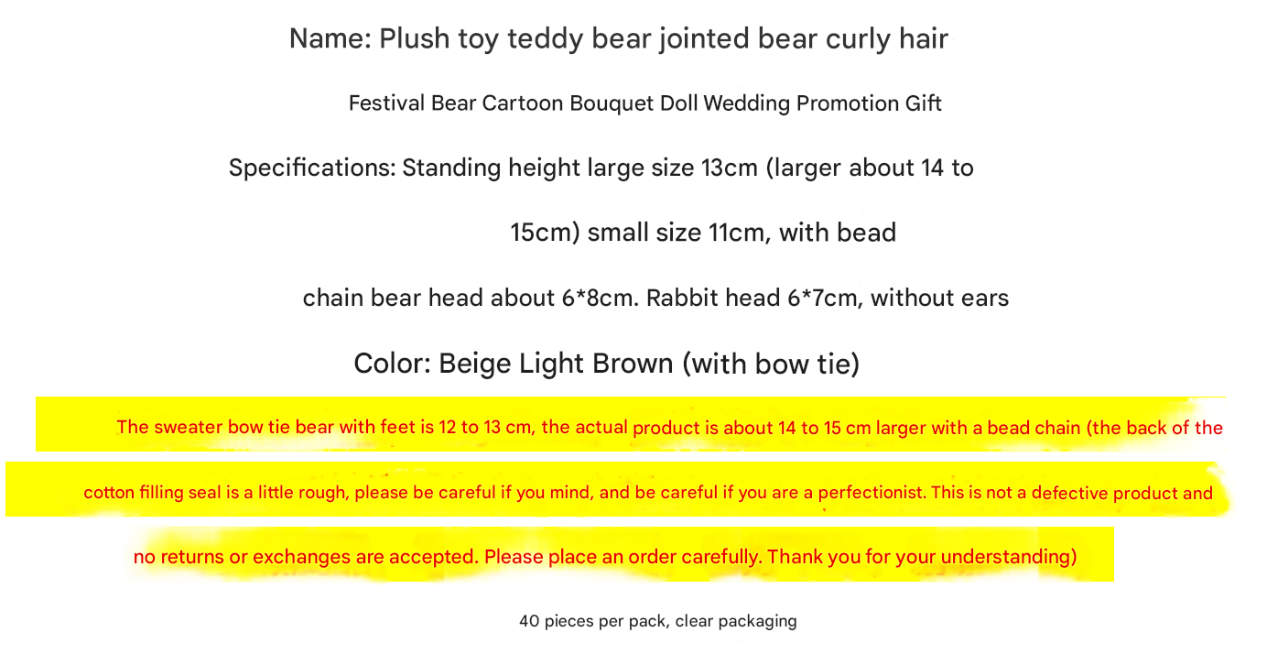 Name: Plush toy teddy bear jointed bear curly hair
Festival Bear Cartoon Bouquet Doll Wedding Promotion Gift
Specifications: Standing height large size 13cm (larger about 14 to
15cm) small size 11cm, with bead
chain bear head about 6*8cm. Rabbit head 6*7cm, without ears
Color: Beige Light Brown (with bow tie)
The sweater bow tie bear with feet is 12 to 13 cm, the actual product is about 14 to 15 cm larger with a bead chain (the back of the
cotton filling seal is a little rough, please be careful if you mind, and be careful if you are a perfectionist. This is not a defective product and
no returns or exchanges are accepted. Please place an order carefully. Thank you for your understanding)
40 pieces per pack, clear packaging